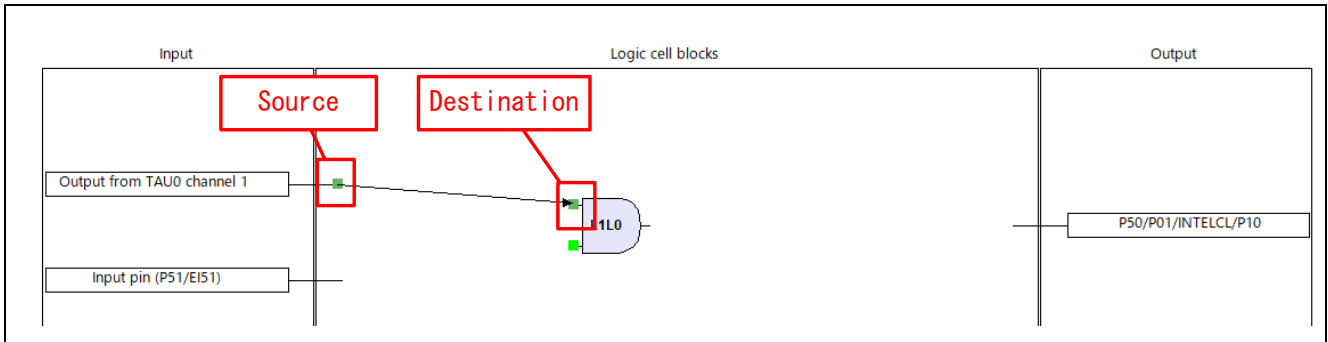 Input
Logic cell blocks
Output
Source
Destination
Output from TAU0 channel 1
L1L0
P50/P01/INTELCL/P10
Input pin (P51/EI51)